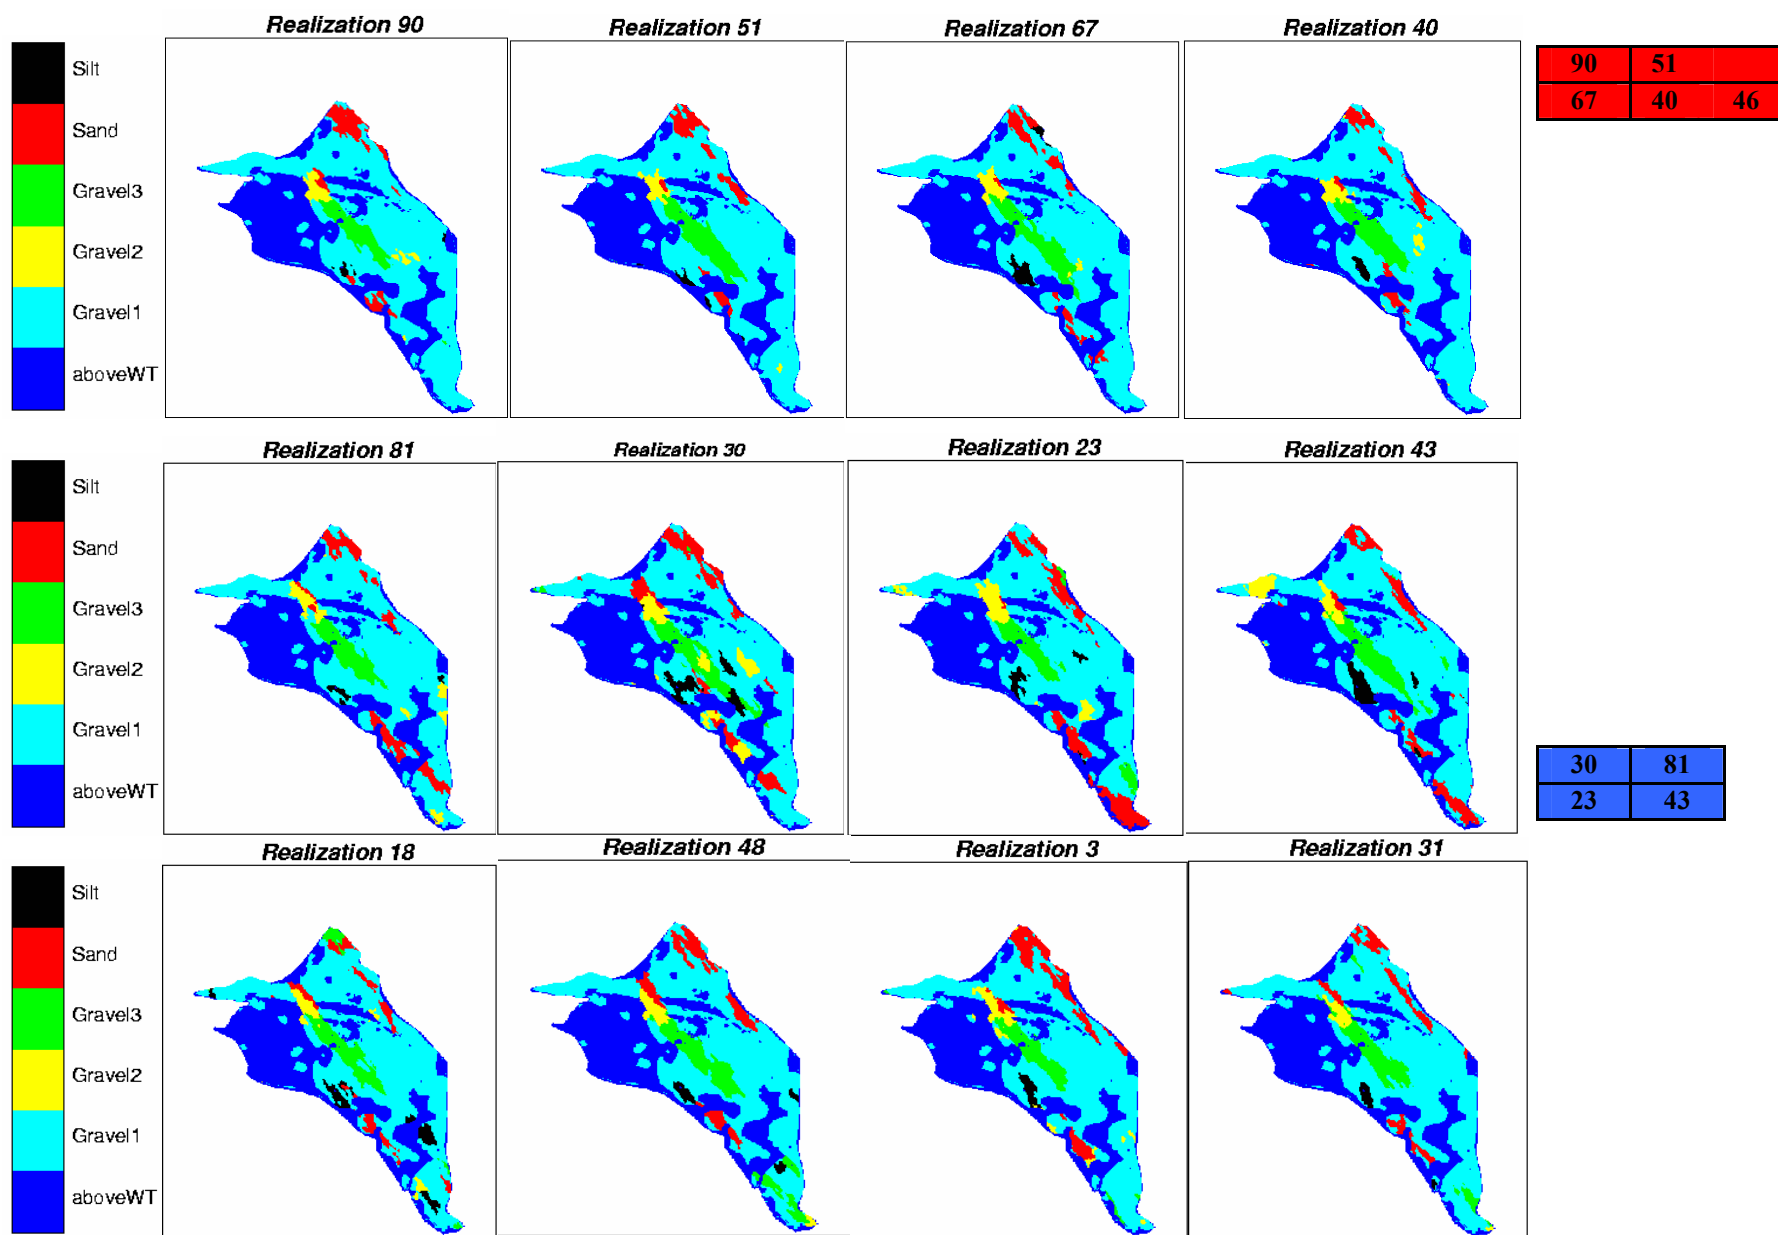 Realization 90 Realization 51 Realization 67 Realization 40
Silt
Sand
Gravel3
Gravel2
Gravel1
aboveWT
90 51
67 40 46
Realization 81 Realization 30 Realization 23 Realization 43
Silt
Sand
Gravel3
Gravel2
Gravel1
aboveWT
30 81
23 43
Realization 18 Realization 48 Realization 3 Realization 31
Silt
Sand
Gravel3
Gravel2
Gravel1
aboveWT